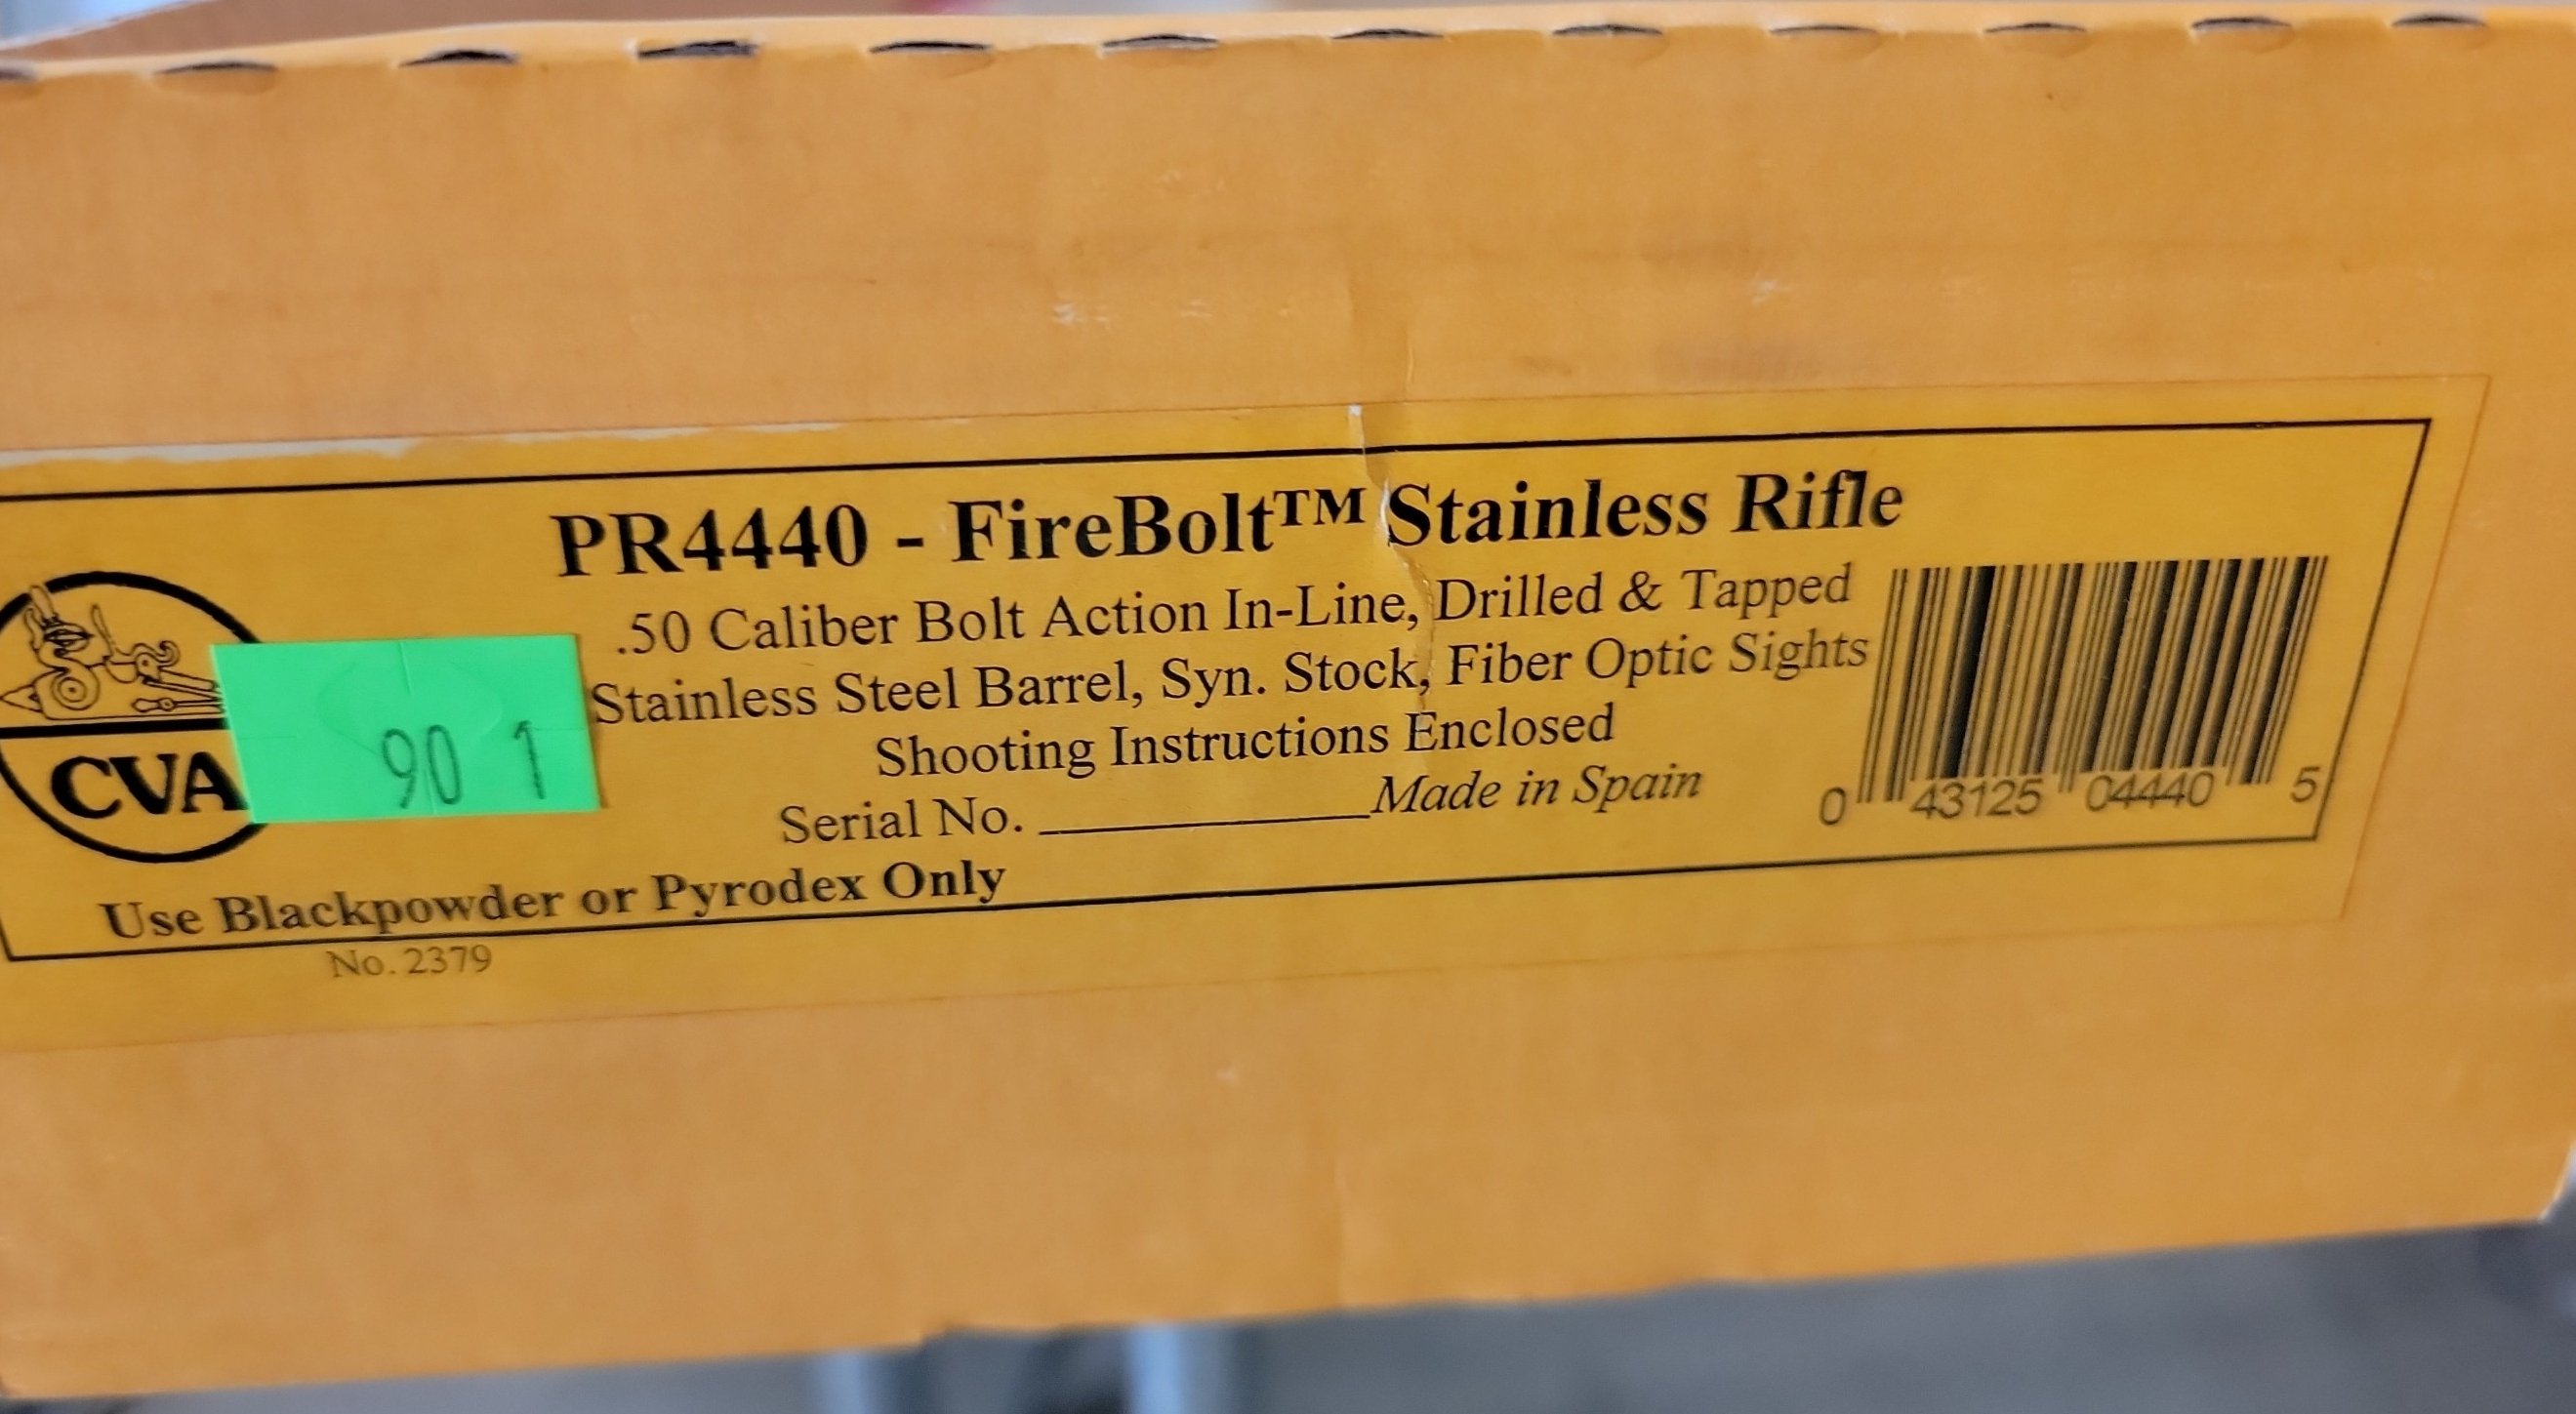 PR4440 - FireBolt™ Stainless Rifle
.50 Caliber Bolt Action In-Line, Drilled & Tapped
Stainless Steel Barrel, Syn. Stock, Fiber Optic Sights
Shooting Instructions Enclosed
Serial No. __________ Made in Spain
0 43125 04440 5
CVA
90 1
Use Blackpowder or Pyrodex Only
No. 2379